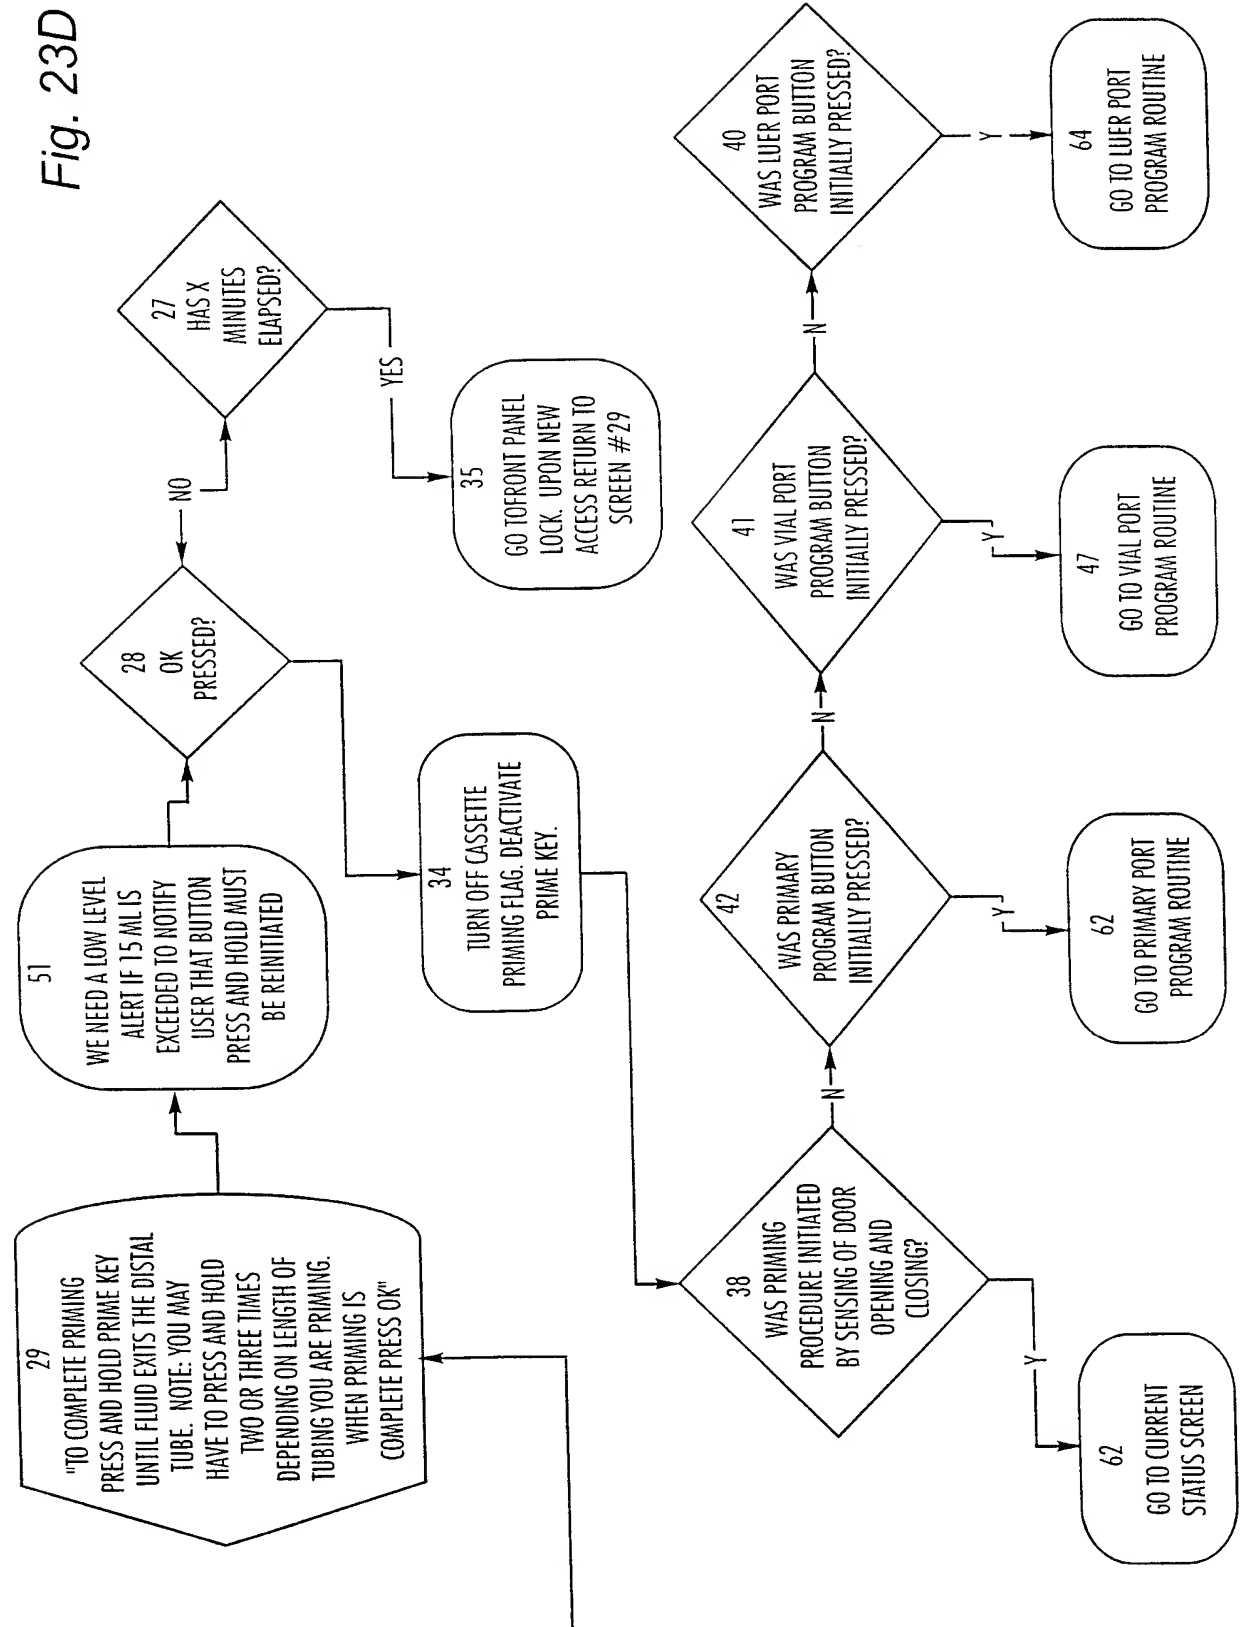 Fig. 23D
29
"TO COMPLETE PRIMING
PRESS AND HOLD PRIME KEY
UNTIL FLUID EXITS THE DISTAL
TUBE. NOTE: YOU MAY
HAVE TO PRESS AND HOLD
TWO OR THREE TIMES
DEPENDING ON LENGTH OF
TUBING YOU ARE PRIMING.
WHEN PRIMING IS
COMPLETE PRESS OK"
51
WE NEED A LOW LEVEL
ALERT IF 15 ML IS
EXCEEDED TO NOTIFY
USER THAT BUTTON
PRESS AND HOLD MUST
BE REINITIATED
28
OK
PRESSED?
NO
27
HAS X
MINUTES
ELAPSED?
YES
35
GO TOFRONT PANEL
LOCK. UPON NEW
ACCESS RETURN TO
SCREEN #29
34
TURN OFF CASSETTE
PRIMING FLAG. DEACTIVATE
PRIME KEY.
38
WAS PRIMING
PROCEDURE INITIATED
BY SENSING OF DOOR
OPENING AND
CLOSING?
Y
62
GO TO CURRENT
STATUS SCREEN
N
42
WAS PRIMARY
PROGRAM BUTTON
INITIALLY PRESSED?
Y
62
GO TO PRIMARY PORT
PROGRAM ROUTINE
N
41
WAS VIAL PORT
PROGRAM BUTTON
INITIALLY PRESSED?
Y
47
GO TO VIAL PORT
PROGRAM ROUTINE
N
40
WAS LUER PORT
PROGRAM BUTTON
INITIALLY PRESSED?
Y
64
GO TO LUER PORT
PROGRAM ROUTINE